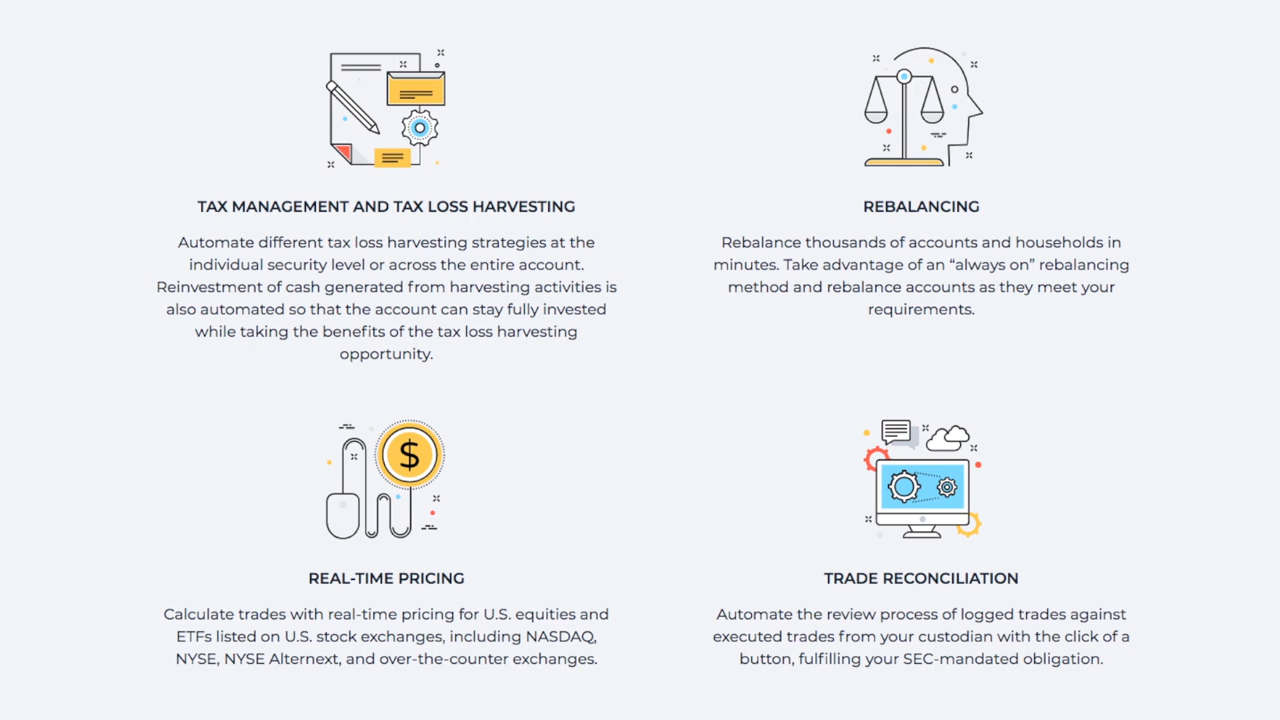 TAX MANAGEMENT AND TAX LOSS HARVESTING
Automate different tax loss harvesting strategies at the
individual security level or across the entire account.
Reinvestment of cash generated from harvesting activities is
also automated so that the account can stay fully invested
while taking the benefits of the tax loss harvesting
opportunity.
REBALANCING
Rebalance thousands of accounts and households in
minutes. Take advantage of an “always on” rebalancing
method and rebalance accounts as they meet your
requirements.
$
REAL-TIME PRICING
Calculate trades with real-time pricing for U.S. equities and
ETFs listed on U.S. stock exchanges, including NASDAQ,
NYSE, NYSE Alternext, and over-the-counter exchanges.
TRADE RECONCILIATION
Automate the review process of logged trades against
executed trades from your custodian with the click of a
button, fulfilling your SEC-mandated obligation.